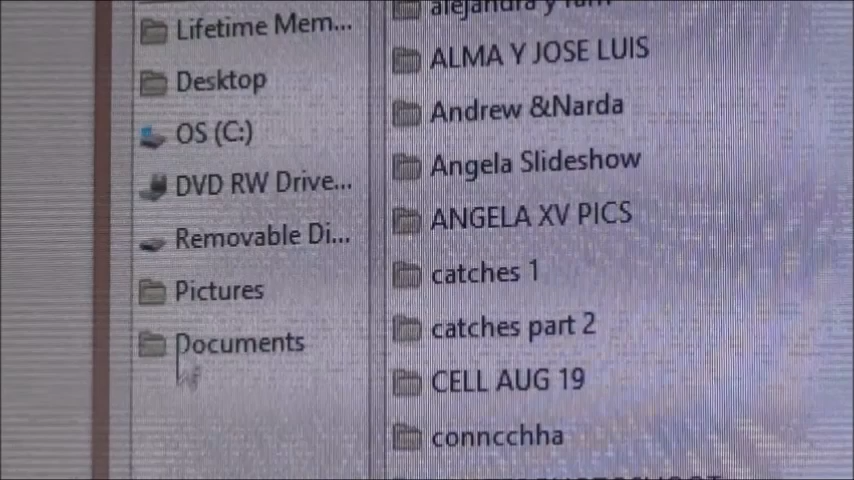 Lifetime Mem...
Desktop
OS (C:)
DVD RW Drive...
Removable Di...
Pictures
Documents
alejandra y
ALMA Y JOSE LUIS
Andrew &Narda
Angela Slideshow
ANGELA XV PICS
catches 1
catches part 2
CELL AUG 19
conncchha